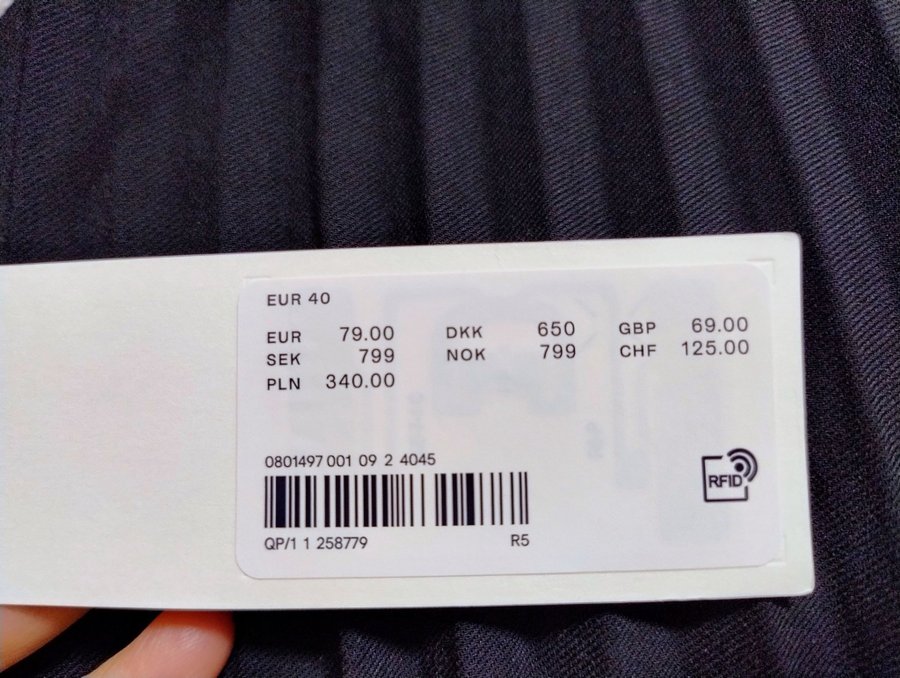 EUR 40
EUR 79.00 DKK 650 GBP 69.00
SEK 799 NOK 799 CHF 125.00
PLN 340.00
0801497 001 09 2 4045
RFID
QP/1 1 258779 R5